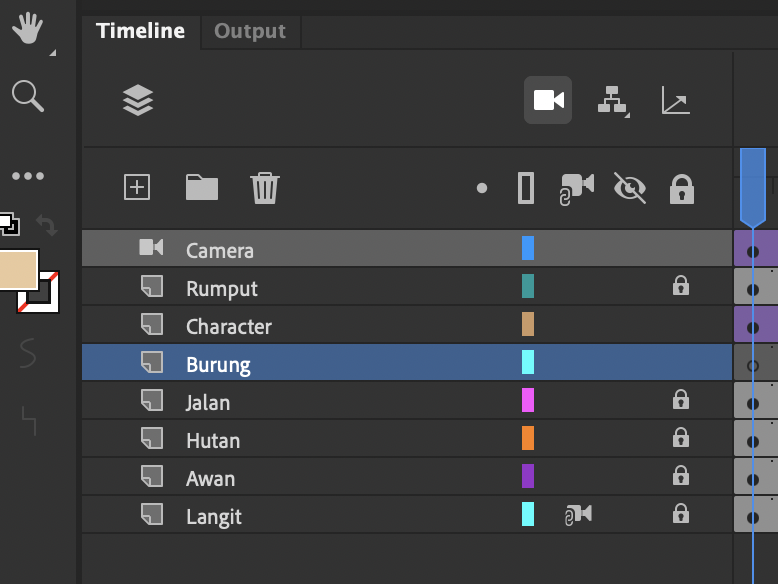 Timeline Output
Camera
Rumput
Character
Burung
Jalan
Hutan
Awan
Langit